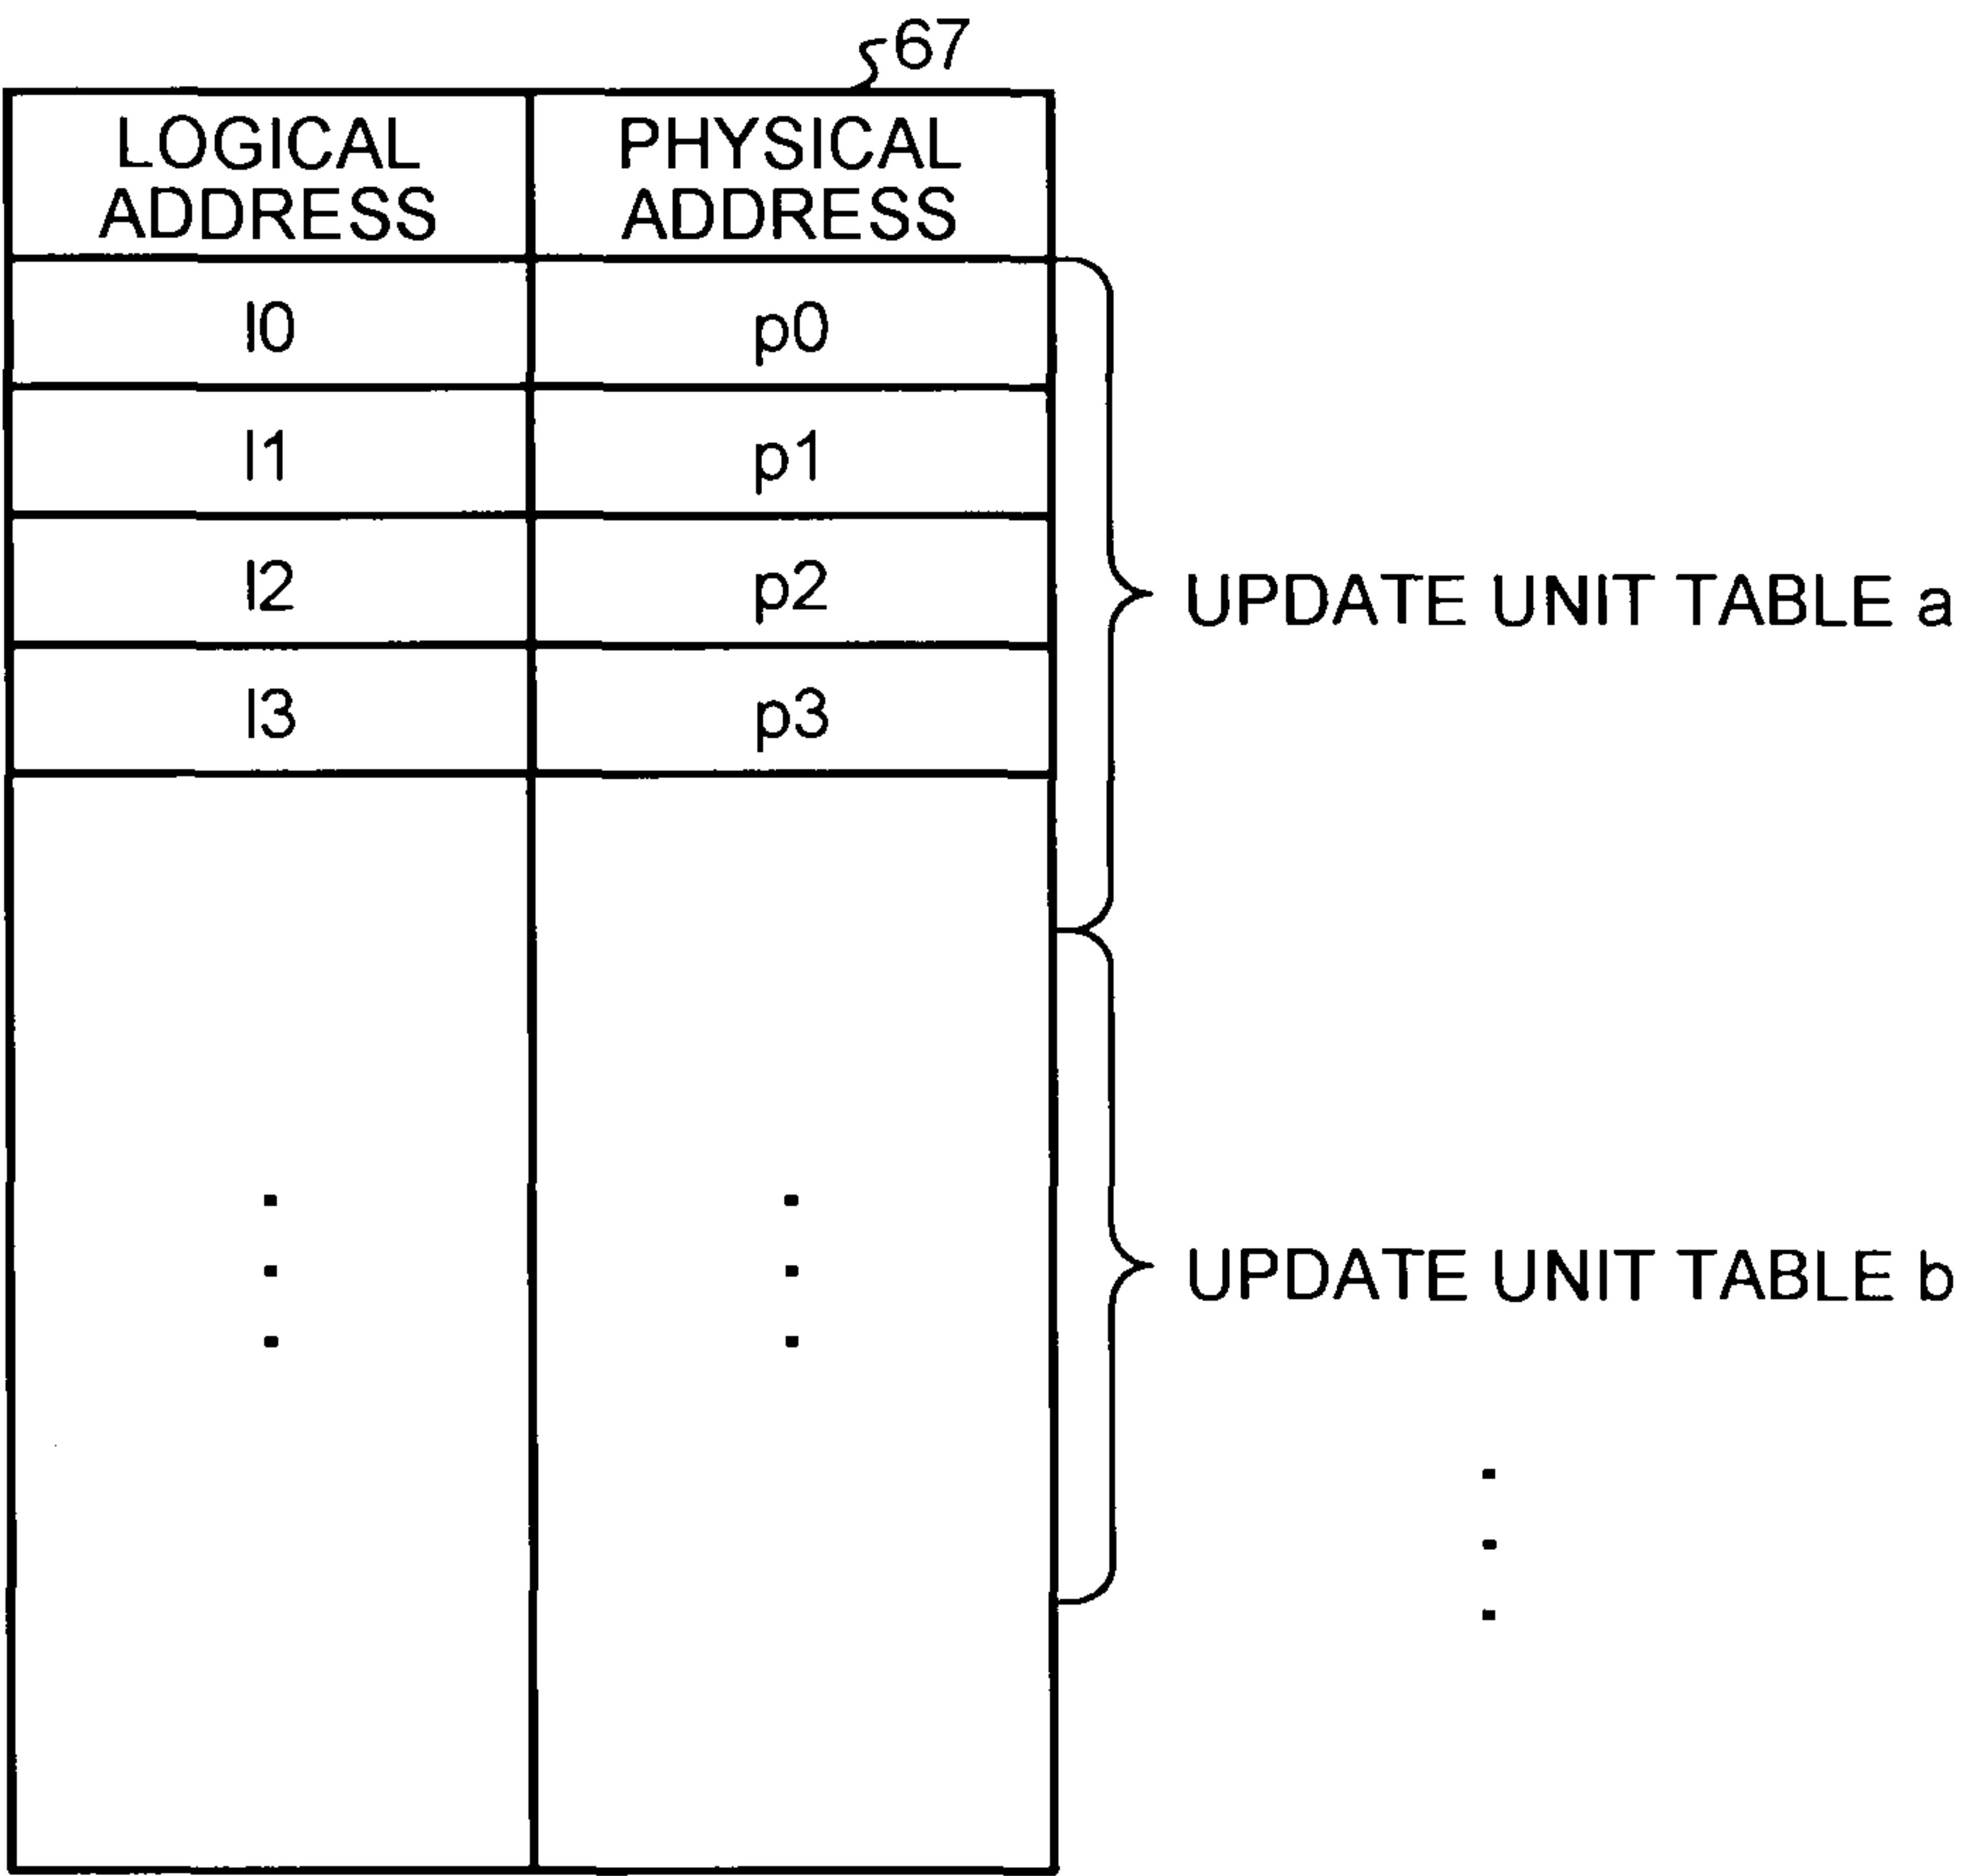 67
LOGICAL ADDRESS PHYSICAL ADDRESS
l0 p0
l1 p1
l2 p2
l3 p3
UPDATE UNIT TABLE a
UPDATE UNIT TABLE b